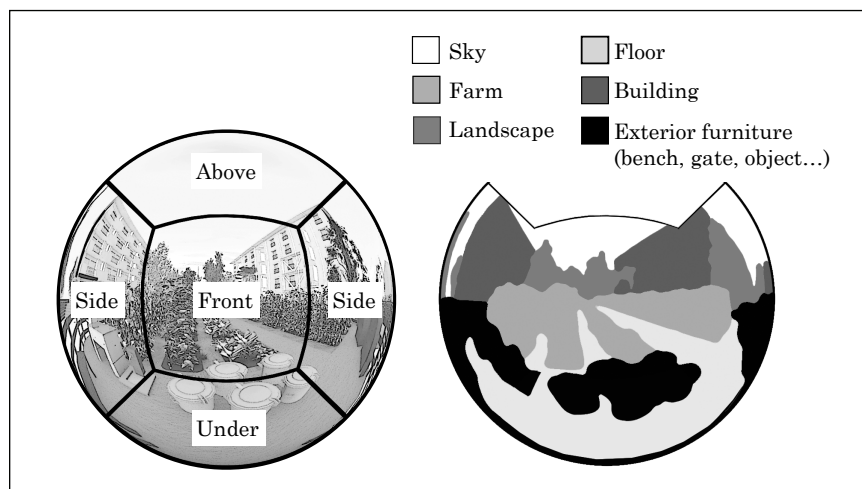 Sky
Floor
Farm
Building
Landscape
Exterior furniture
(bench, gate, object…)
Above
Side
Front
Side
Under